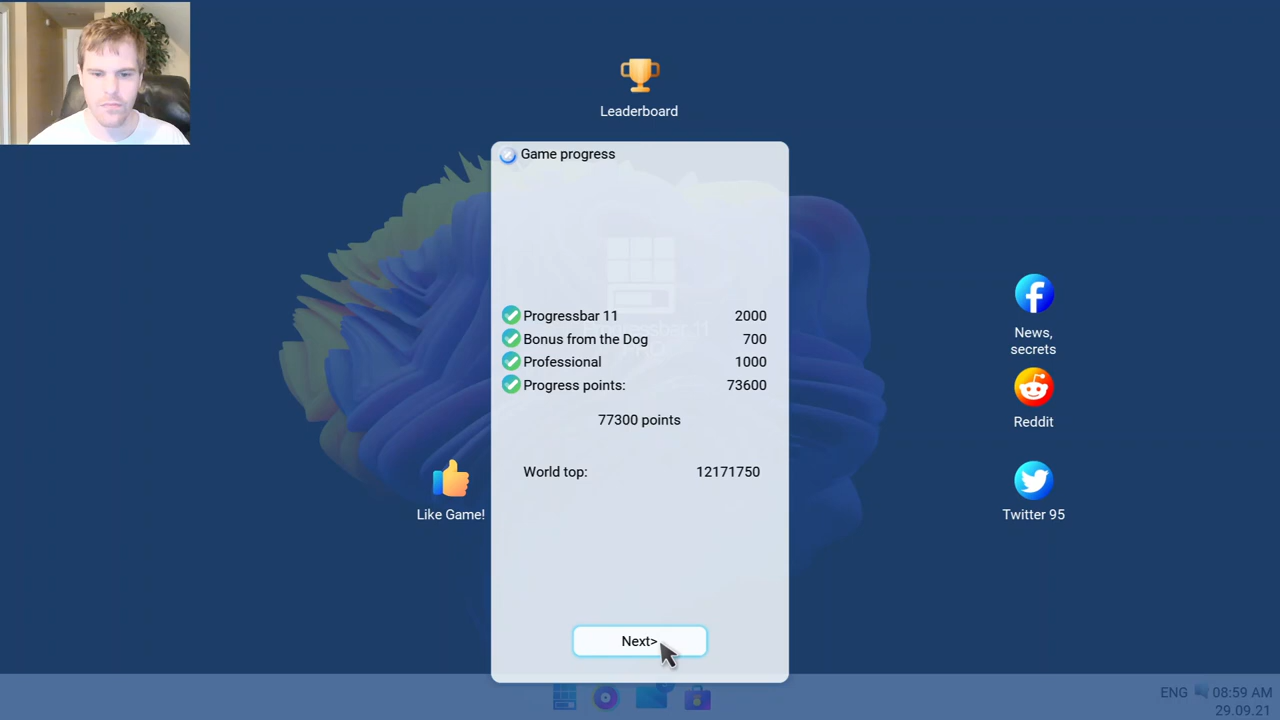 Leaderboard
Game progress
Progressbar 11 2000
Bonus from the Dog 700
Professional 1000
Progress points: 73600
77300 points
World top: 12171750
Next>
Like Game!
News,
secrets
Reddit
Twitter 95
ENG 08:59 AM
29.09.21